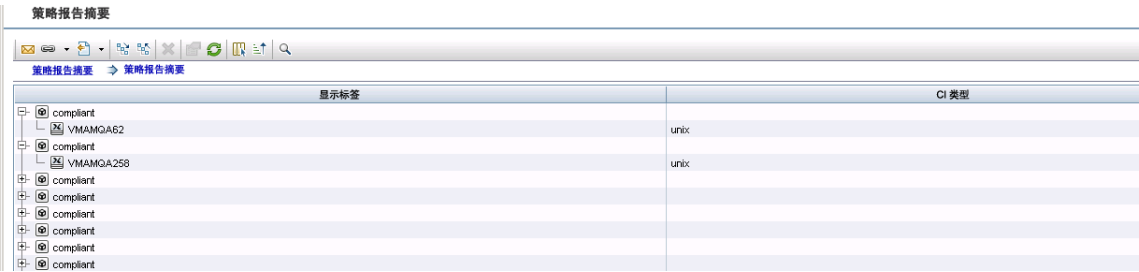 策略报告摘要
策略报告摘要 策略报告摘要
显示标签 CI 类型
compliant
VMAMQA62 unix
compliant
VMAMQA258 unix
compliant
compliant
compliant
compliant
compliant
compliant